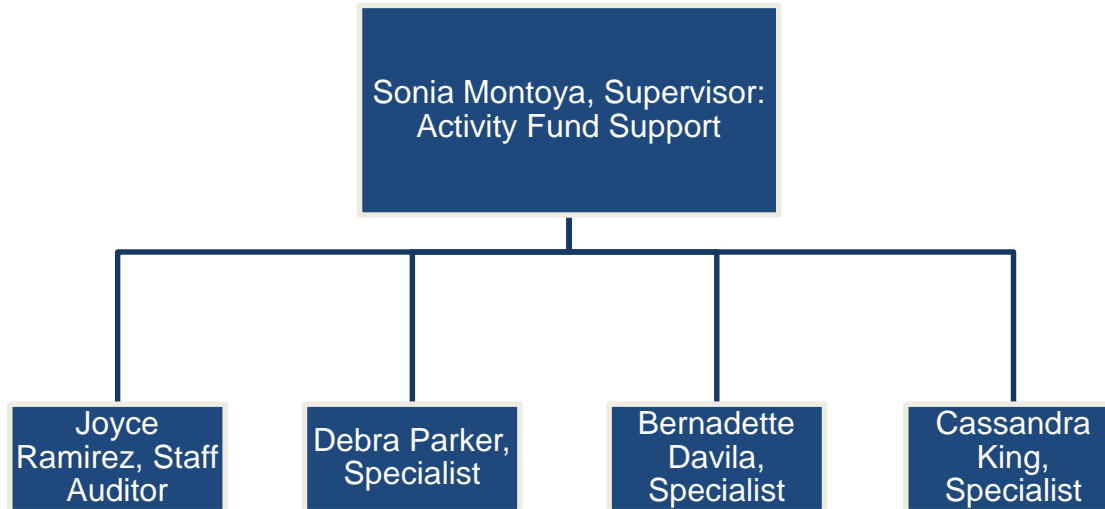 Sonia Montoya, Supervisor:
Activity Fund Support
Joyce
Ramirez, Staff
Auditor
Debra Parker,
Specialist
Bernadette
Davila,
Specialist
Cassandra
King,
Specialist